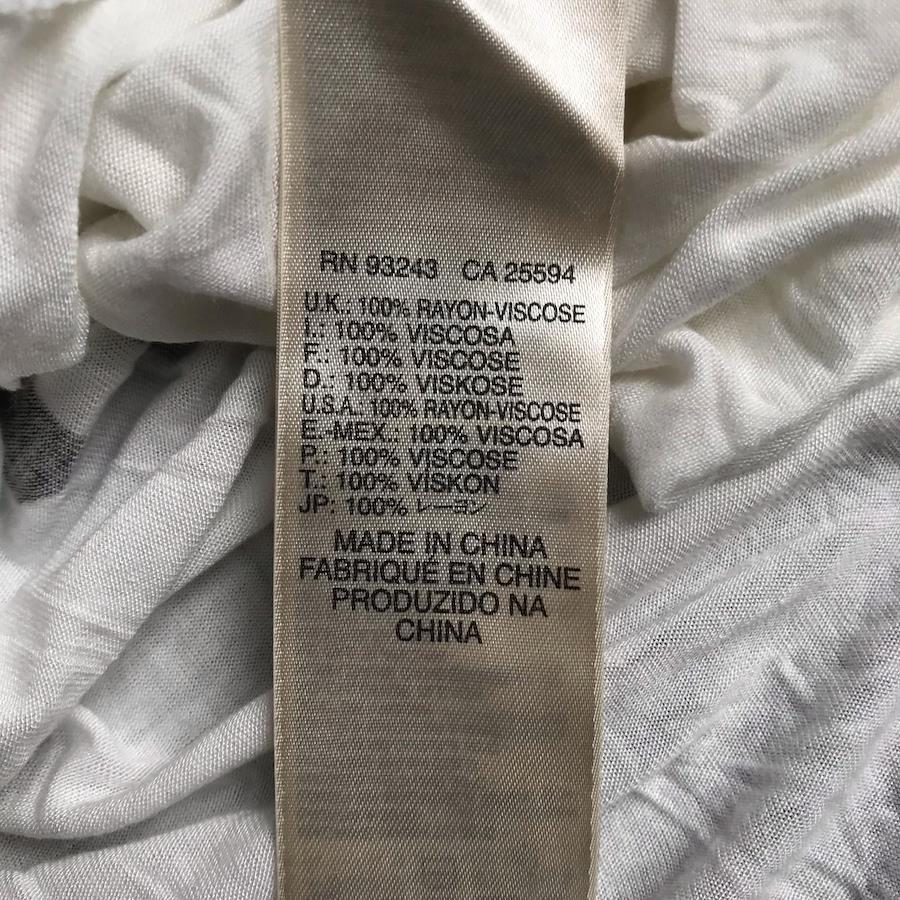 RN 93243 CA 25594
U.K.: 100% RAYON-VISCOSE
I.: 100% VISCOSA
F.: 100% VISCOSE
D.: 100% VISKOSE
U.S.A.: 100% RAYON-VISCOSE
E.-MEX.: 100% VISCOSA
P.: 100% VISCOSE
T.: 100% VISKON
JP: 100% レーヨン
MADE IN CHINA
FABRIQUÉ EN CHINE
PRODUZIDO NA
CHINA